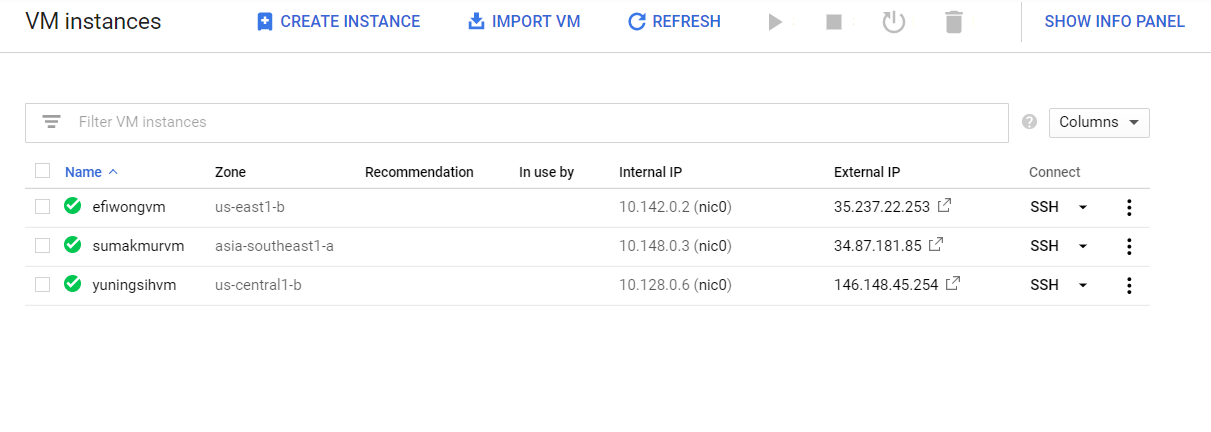 VM instances CREATE INSTANCE IMPORT VM REFRESH SHOW INFO PANEL
Filter VM instances ? Columns
Name Zone Recommendation In use by Internal IP External IP Connect
efiwongvm us-east1-b 10.142.0.2 (nic0) 35.237.22.253 SSH
sumakmurvm asia-southeast1-a 10.148.0.3 (nic0) 34.87.181.85 SSH
yuningsihvm us-central1-b 10.128.0.6 (nic0) 146.148.45.254 SSH